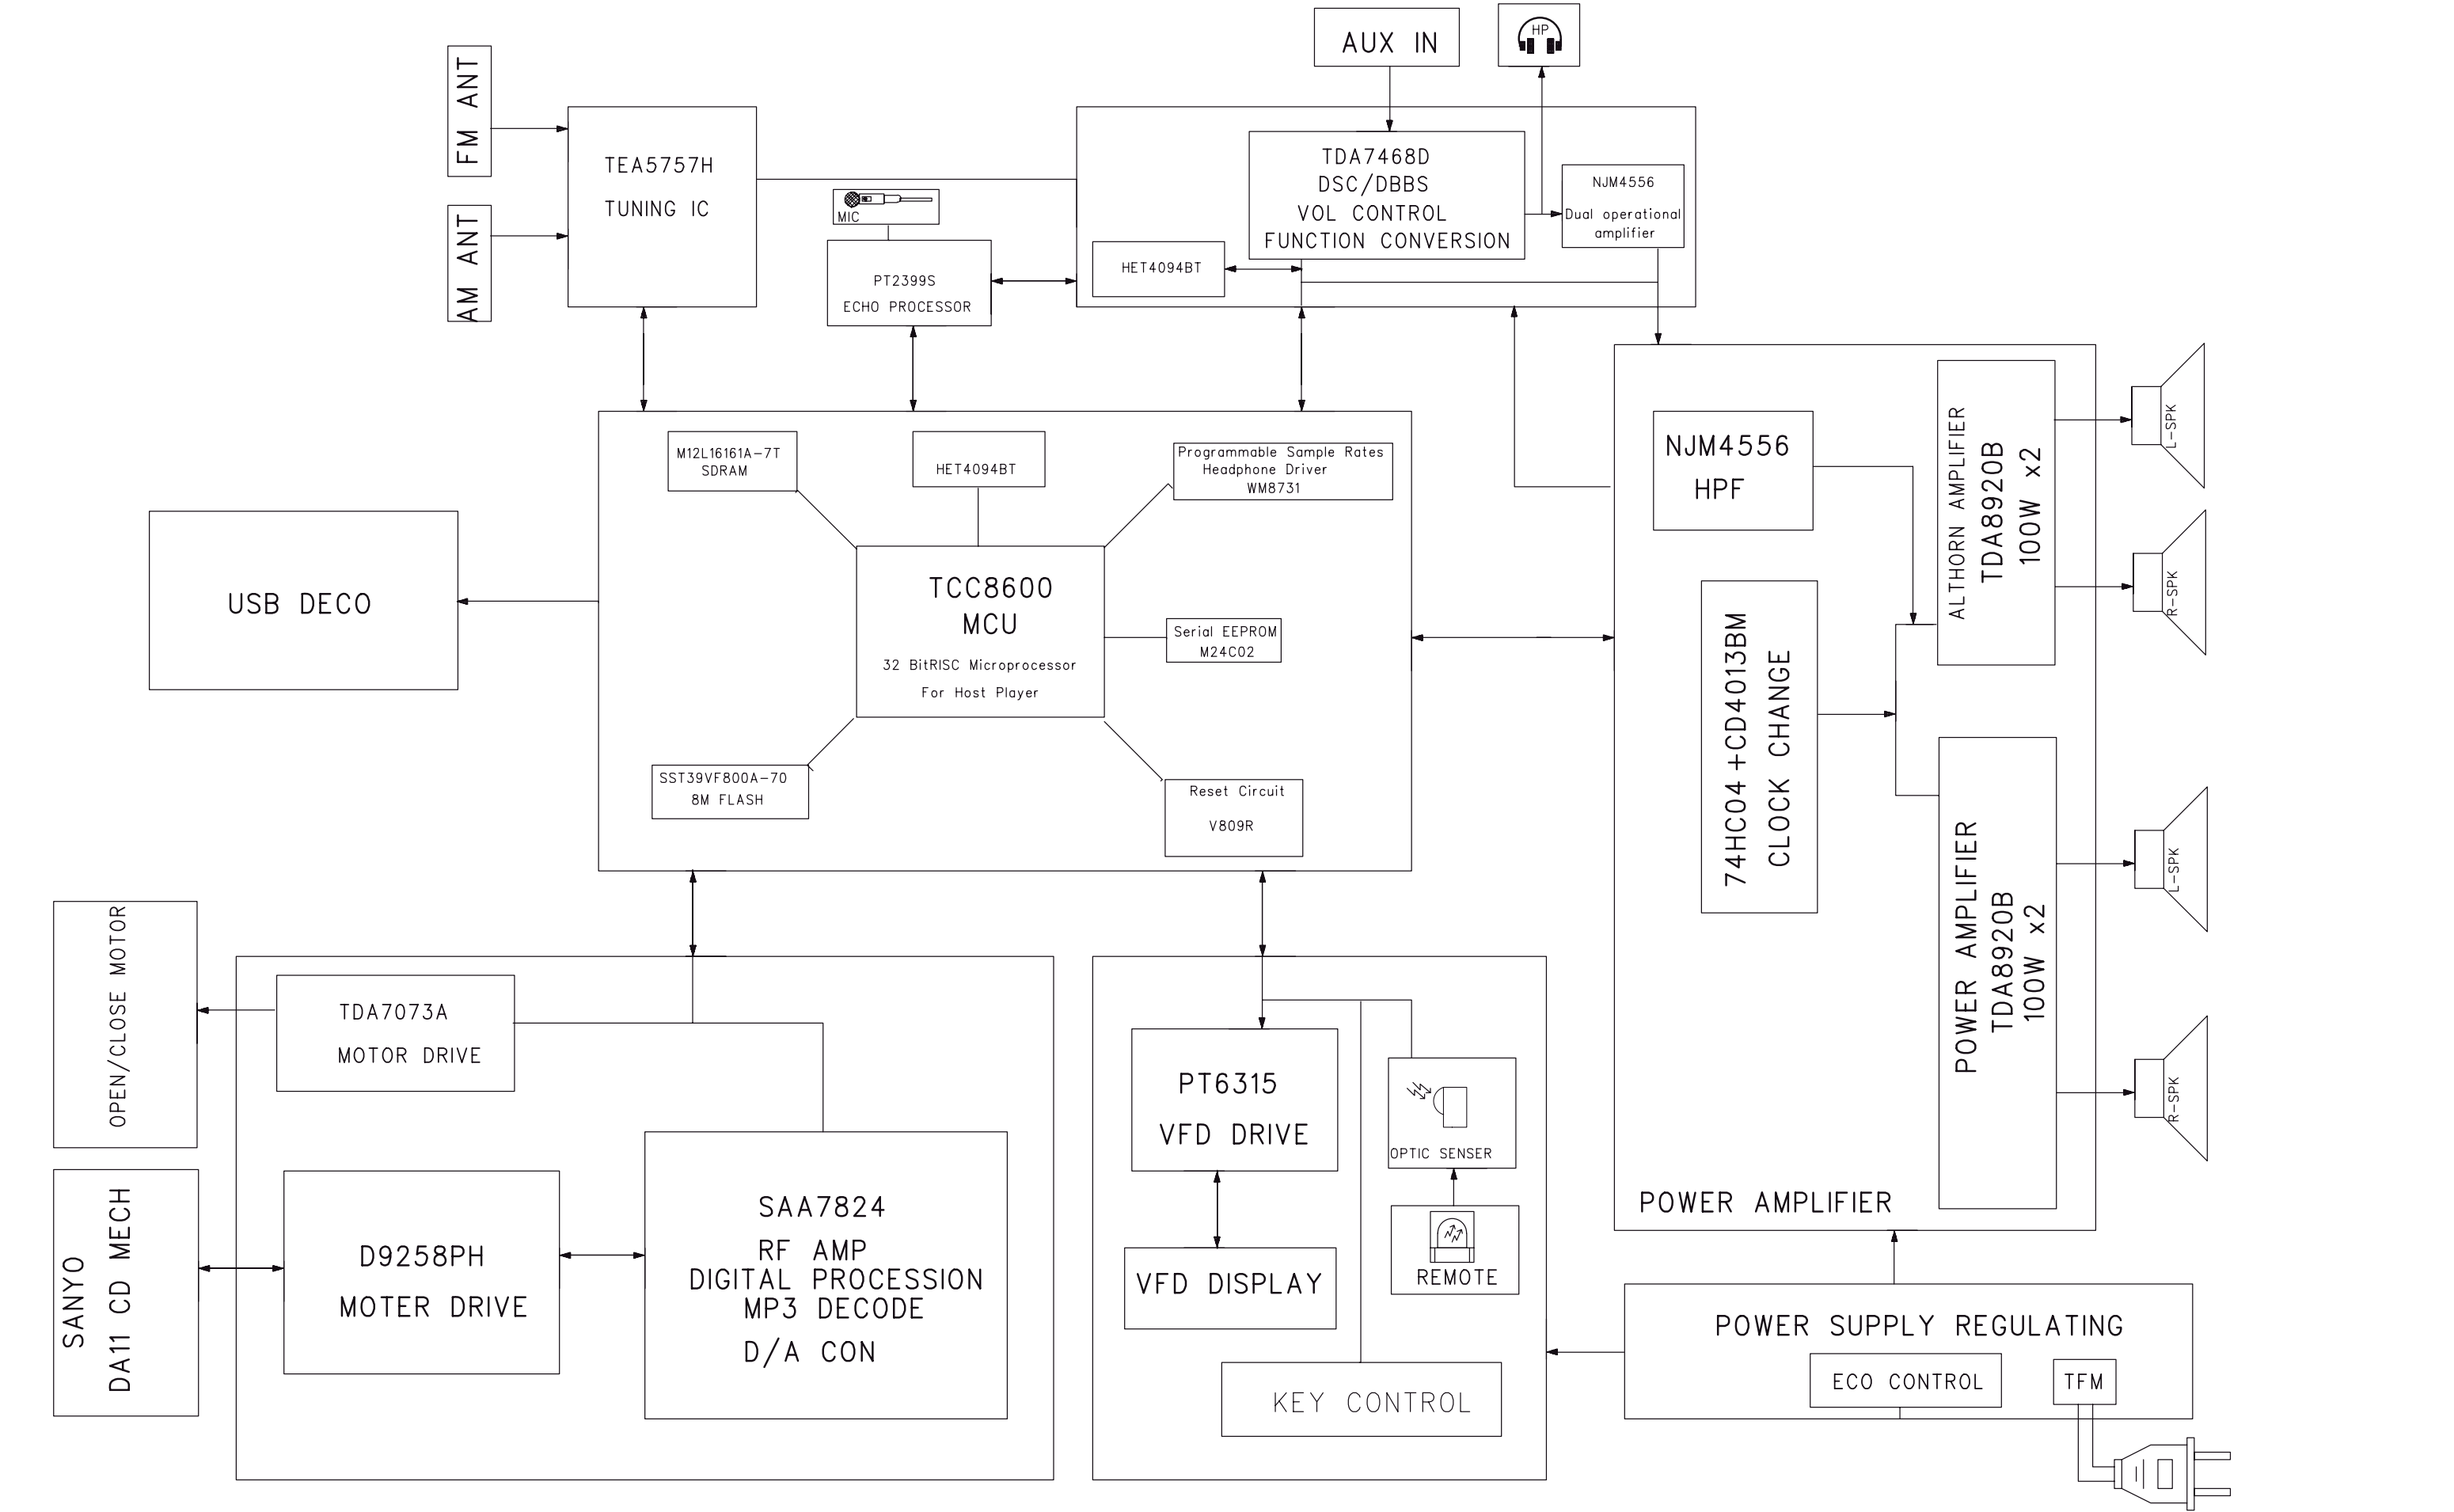 AUX IN
HP
FM ANT
AM ANT
TEA5757H
TUNING IC
MIC
PT2399S
ECHO PROCESSOR
TDA7468D
DSC/DBBS
VOL CONTROL
FUNCTION CONVERSION
HET4094BT
NJM4556
Dual operational
amplifier
M12L16161A-7T
SDRAM
HET4094BT
Programmable Sample Rates
Headphone Driver
WM8731
USB DECO
TCC8600
MCU
32 BitRISC Microprocessor
For Host Player
Serial EEPROM
M24C02
SST39VF800A-70
8M FLASH
Reset Circuit
V809R
NJM4556
HPF
74HC04+CD4013BM
CLOCK CHANGE
ALTHORN AMPLIFIER
TDA8920B
100W x2
L-SPK
R-SPK
POWER AMPLIFIER
TDA8920B
100W x2
L-SPK
R-SPK
POWER AMPLIFIER
OPEN/CLOSE MOTOR
TDA7073A
MOTOR DRIVE
SANYO
DA11 CD MECH
D9258PH
MOTER DRIVE
SAA7824
RF AMP
DIGITAL PROCESSION
MP3 DECODE
D/A CON
PT6315
VFD DRIVE
OPTIC SENSER
VFD DISPLAY
REMOTE
KEY CONTROL
POWER SUPPLY REGULATING
ECO CONTROL
TFM